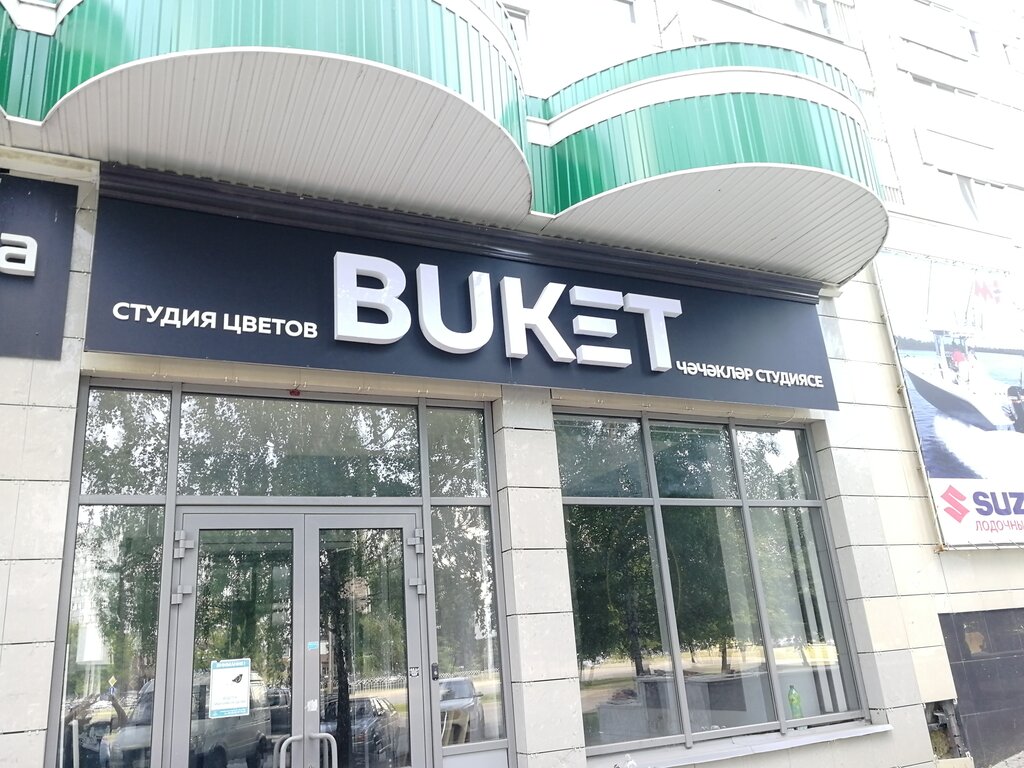 а
СТУДИЯ ЦВЕТОВ
BUKET
ЧӘЧӘКЛӘР СТУДИЯСЕ
SUZ
ЛОДОЧНЫ